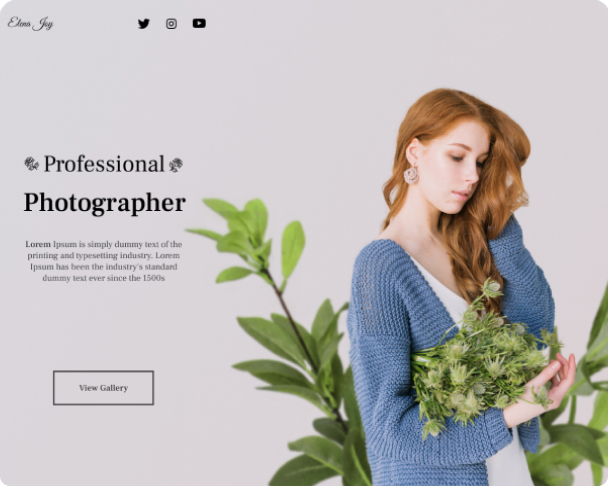 Elena Joy
Professional
Photographer
Lorem Ipsum is simply dummy text of the
printing and typesetting industry. Lorem
Ipsum has been the industry's standard
dummy text ever since the 1500s
View Gallery